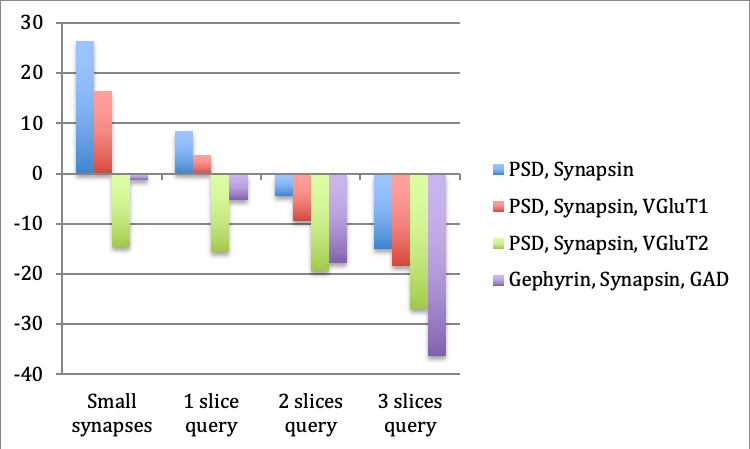 30
20
10
0
-10
-20
-30
-40
Small synapses
1 slice query
2 slices query
3 slices query
PSD, Synapsin
PSD, Synapsin, VGluT1
PSD, Synapsin, VGluT2
Gephyrin, Synapsin, GAD